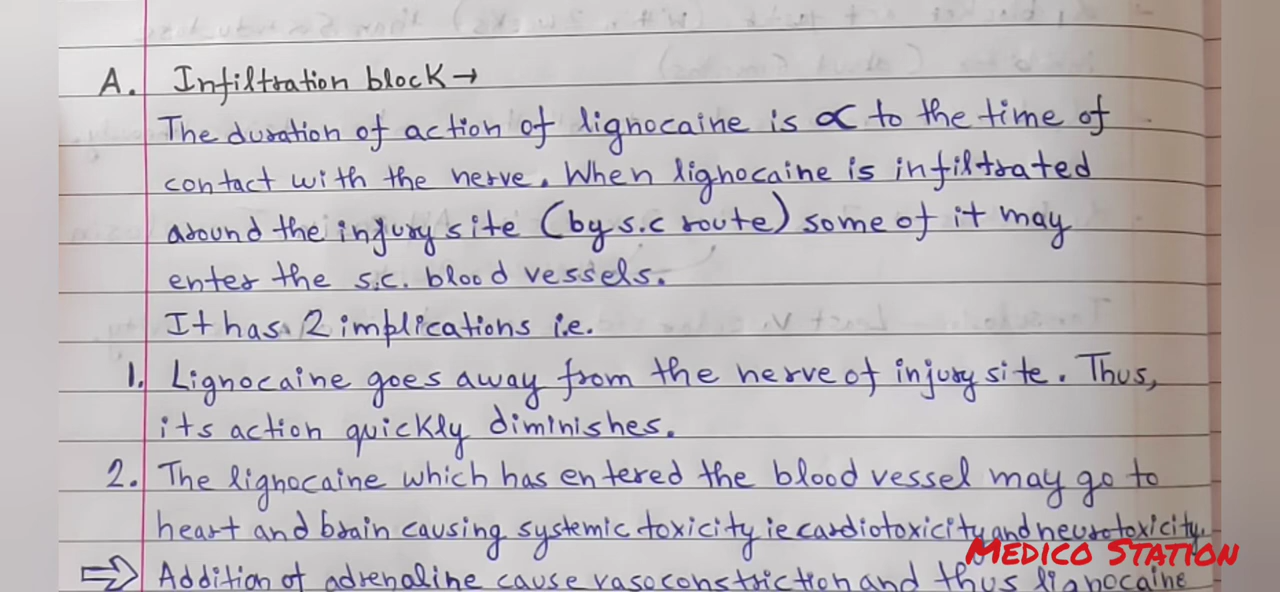 A. Infiltration block →
The duration of action of lignocaine is ∝ to the time of
contact with the nerve. When lignocaine is infiltrated
around the injury site (by s.c route) some of it may
enter the s.c. blood vessels.
It has 2 implications i.e.
1. Lignocaine goes away from the nerve of injury site. Thus,
its action quickly diminishes.
2. The lignocaine which has entered the blood vessel may go to
heart and brain causing systemic toxicity ie cardiotoxicity and neurotoxicity.
MEDICO STATION
⇒ Addition of adrenaline cause vasoconstriction and thus lignocaine